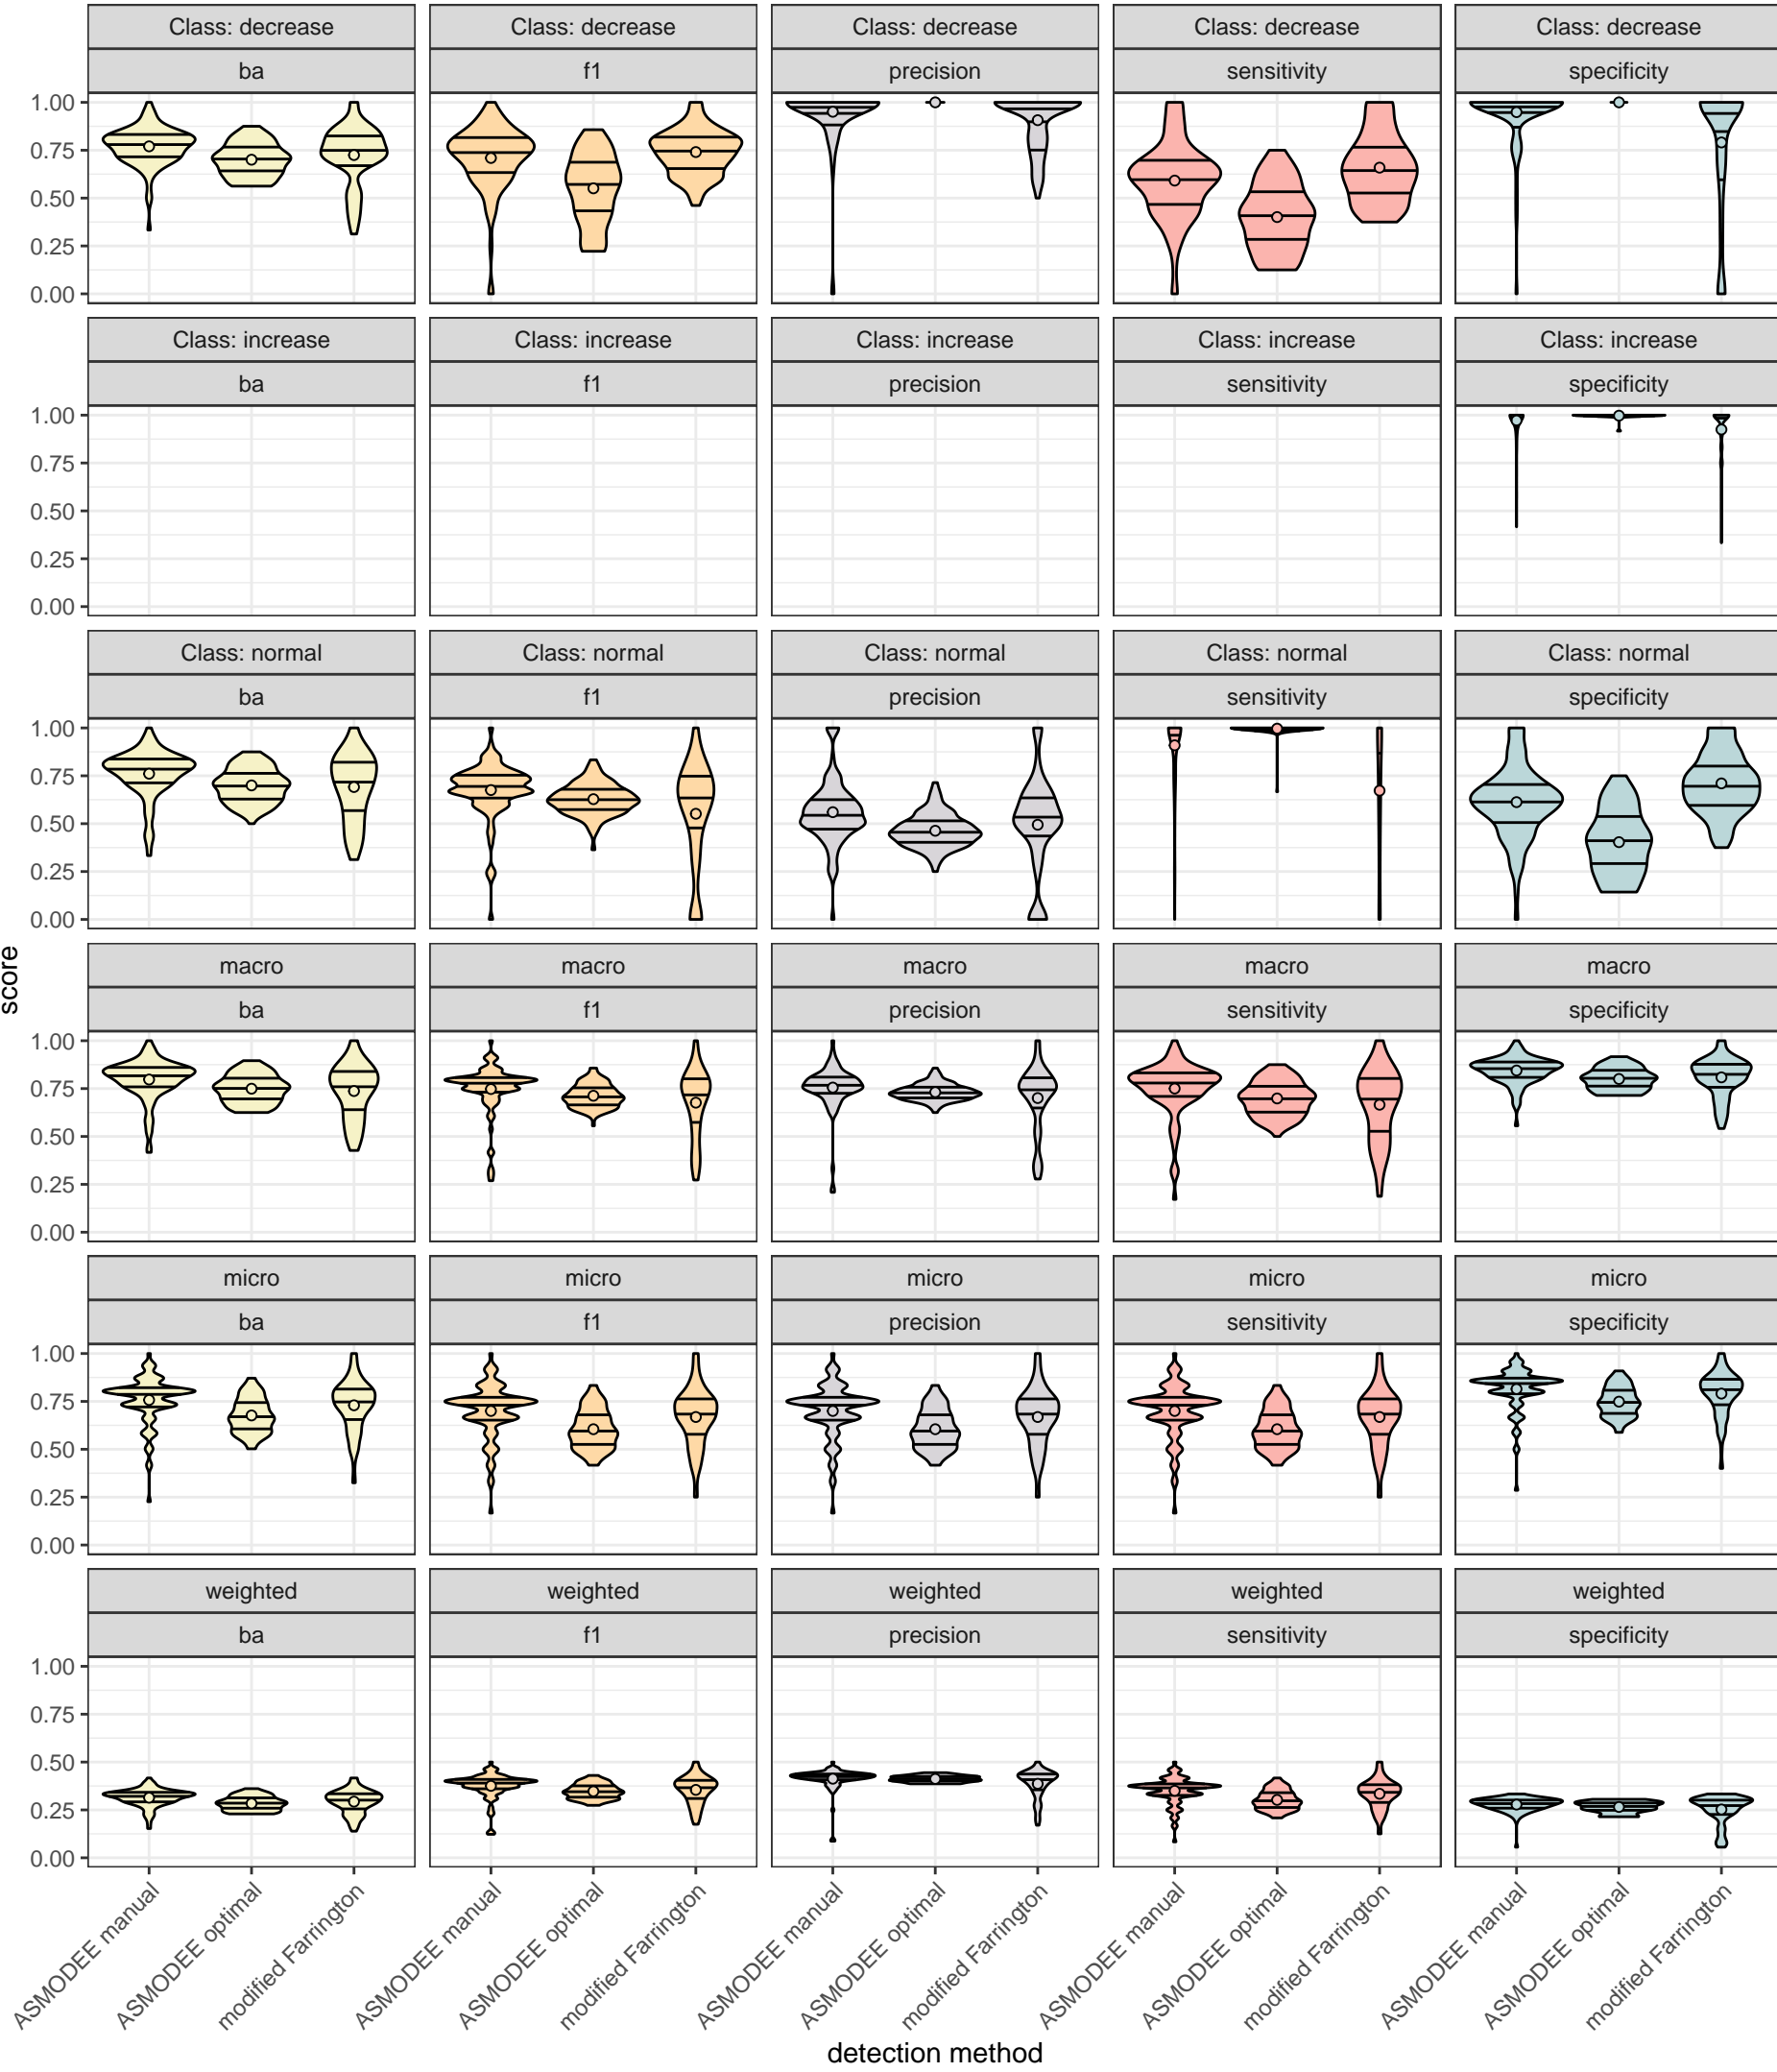 Class: decrease Class: decrease Class: decrease Class: decrease Class: decrease
ba f1 precision sensitivity specificity
1.00
0.75
0.50
0.25
0.00
Class: increase Class: increase Class: increase Class: increase Class: increase
ba f1 precision sensitivity specificity
1.00
0.75
0.50
0.25
0.00
Class: normal Class: normal Class: normal Class: normal Class: normal
ba f1 precision sensitivity specificity
1.00
0.75
0.50
0.25
0.00
score
macro macro macro macro macro
ba f1 precision sensitivity specificity
1.00
0.75
0.50
0.25
0.00
micro micro micro micro micro
ba f1 precision sensitivity specificity
1.00
0.75
0.50
0.25
0.00
weighted weighted weighted weighted weighted
ba f1 precision sensitivity specificity
1.00
0.75
0.50
0.25
0.00
ASMODEE manual
ASMODEE optimal
modified Farrington
ASMODEE manual
ASMODEE optimal
modified Farrington
ASMODEE manual
ASMODEE optimal
modified Farrington
ASMODEE manual
ASMODEE optimal
modified Farrington
ASMODEE manual
ASMODEE optimal
modified Farrington
detection method